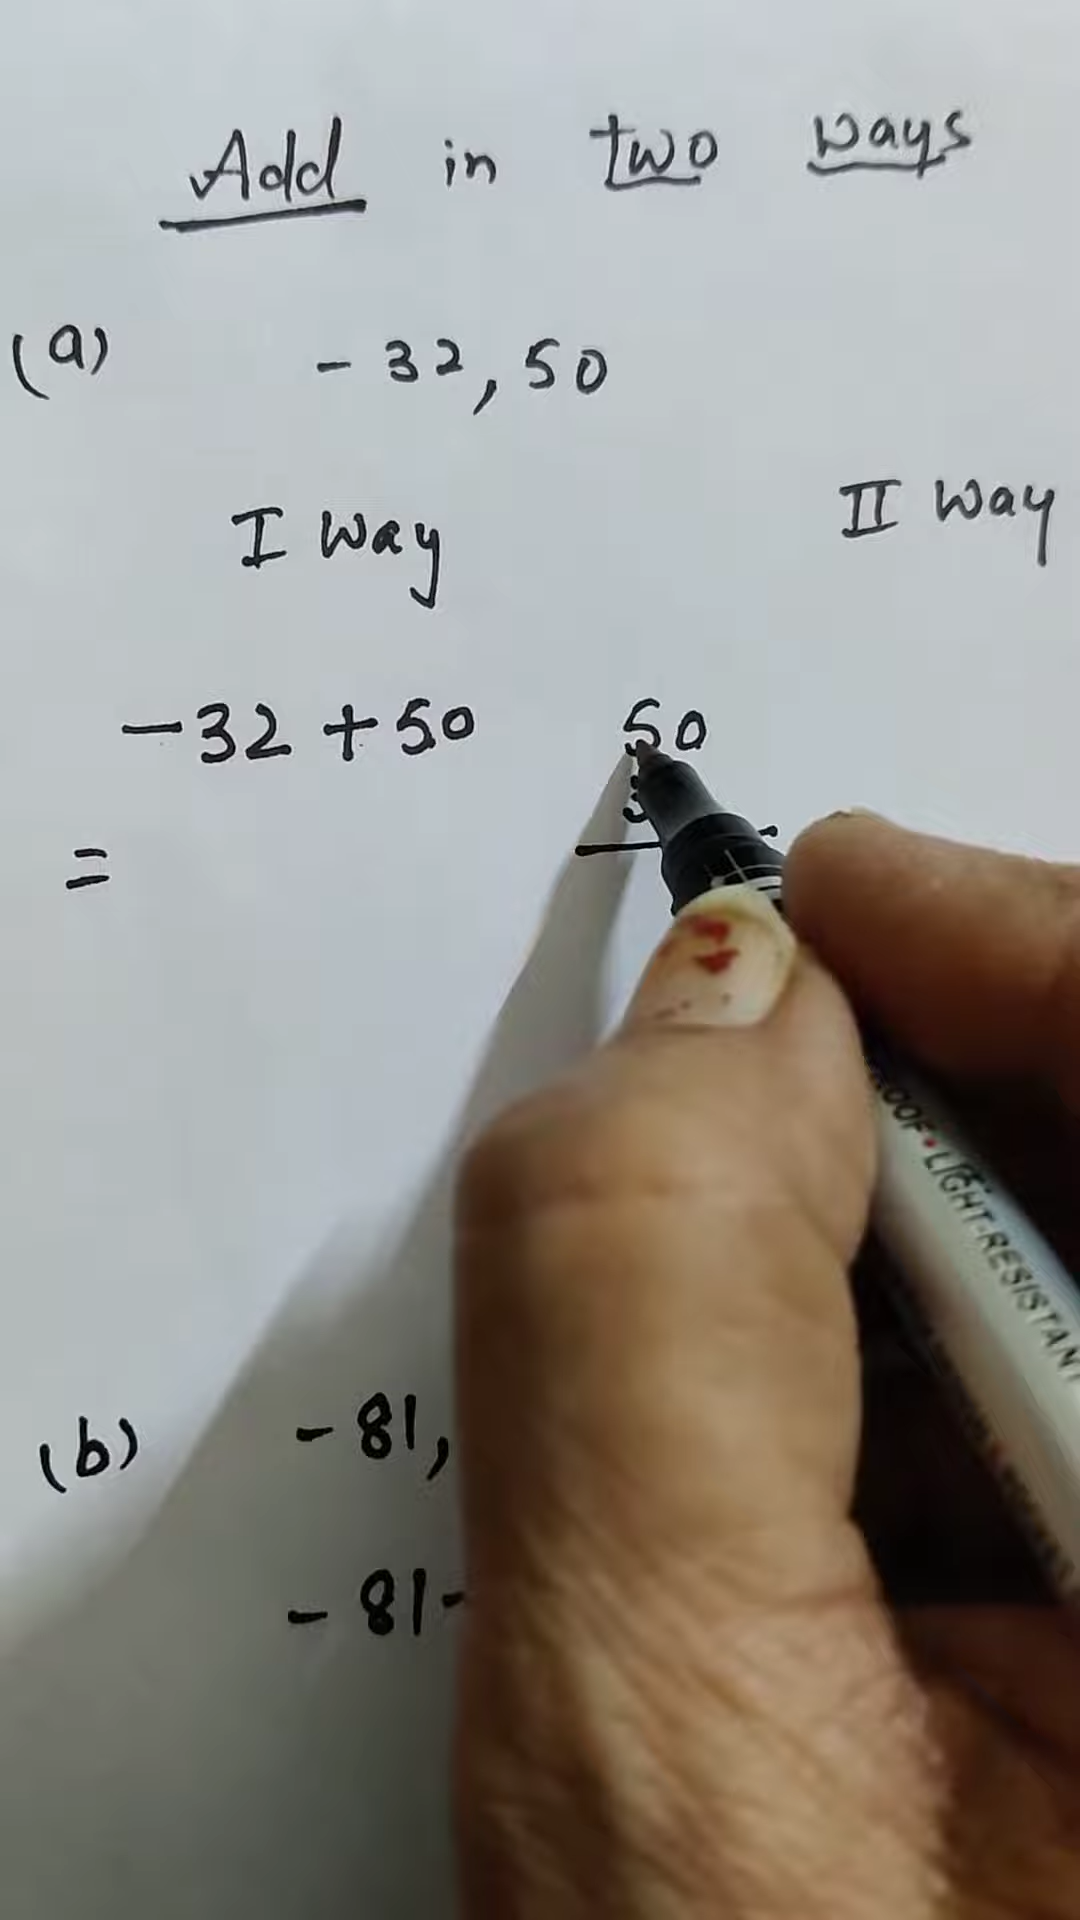 Add in two ways
(a) - 32, 50
I Way
II Way
-32 + 50
50
=
(b) - 81,
- 81-
LIGHT-RESISTANT